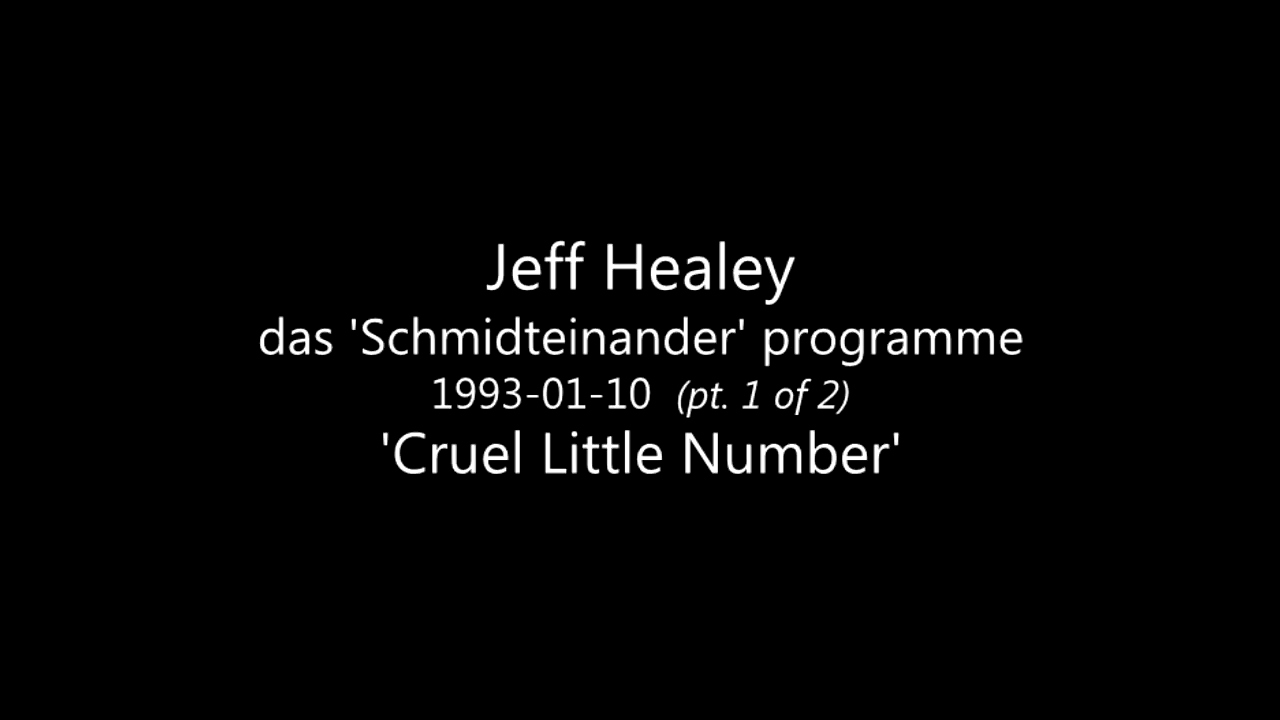 Jeff Healey
das 'Schmidteinander' programme
1993-01-10 (pt. 1 of 2)
'Cruel Little Number'